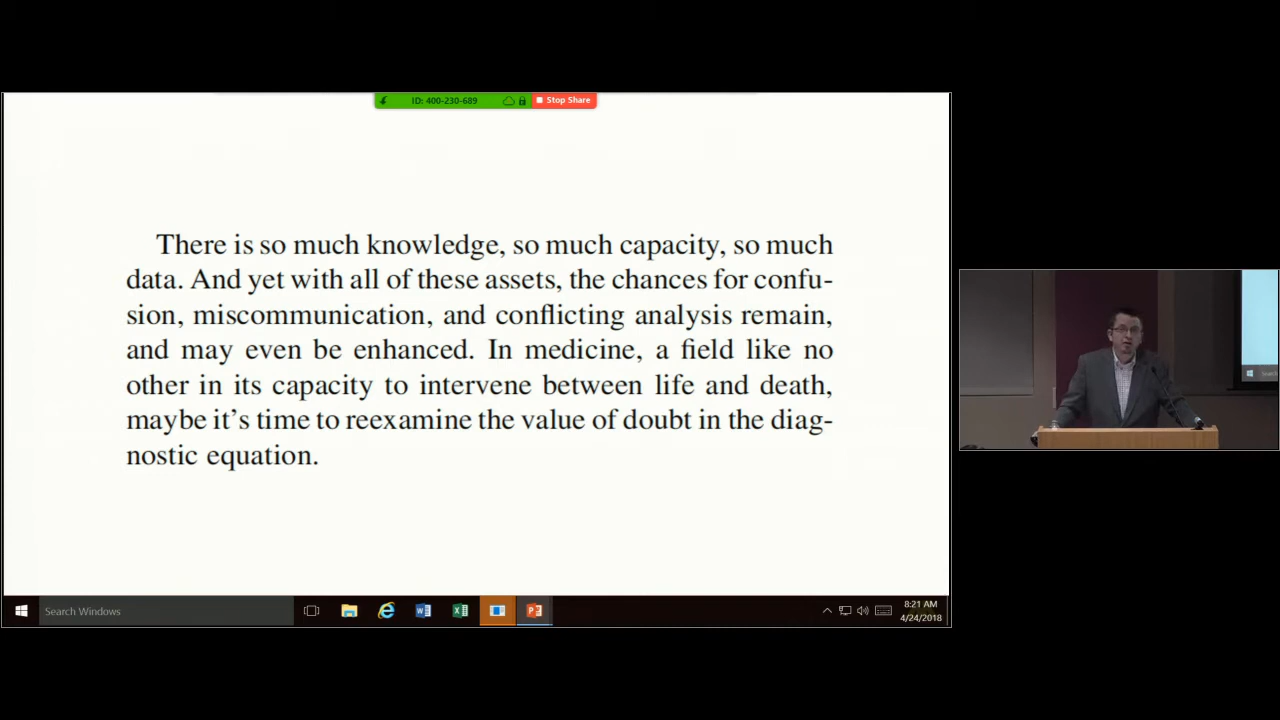 ID: 400-230-689
Stop Share
There is so much knowledge, so much capacity, so much
data. And yet with all of these assets, the chances for confu-
sion, miscommunication, and conflicting analysis remain,
and may even be enhanced. In medicine, a field like no
other in its capacity to intervene between life and death,
maybe it's time to reexamine the value of doubt in the diag-
nostic equation.
Search Windows
8:21 AM
4/24/2018